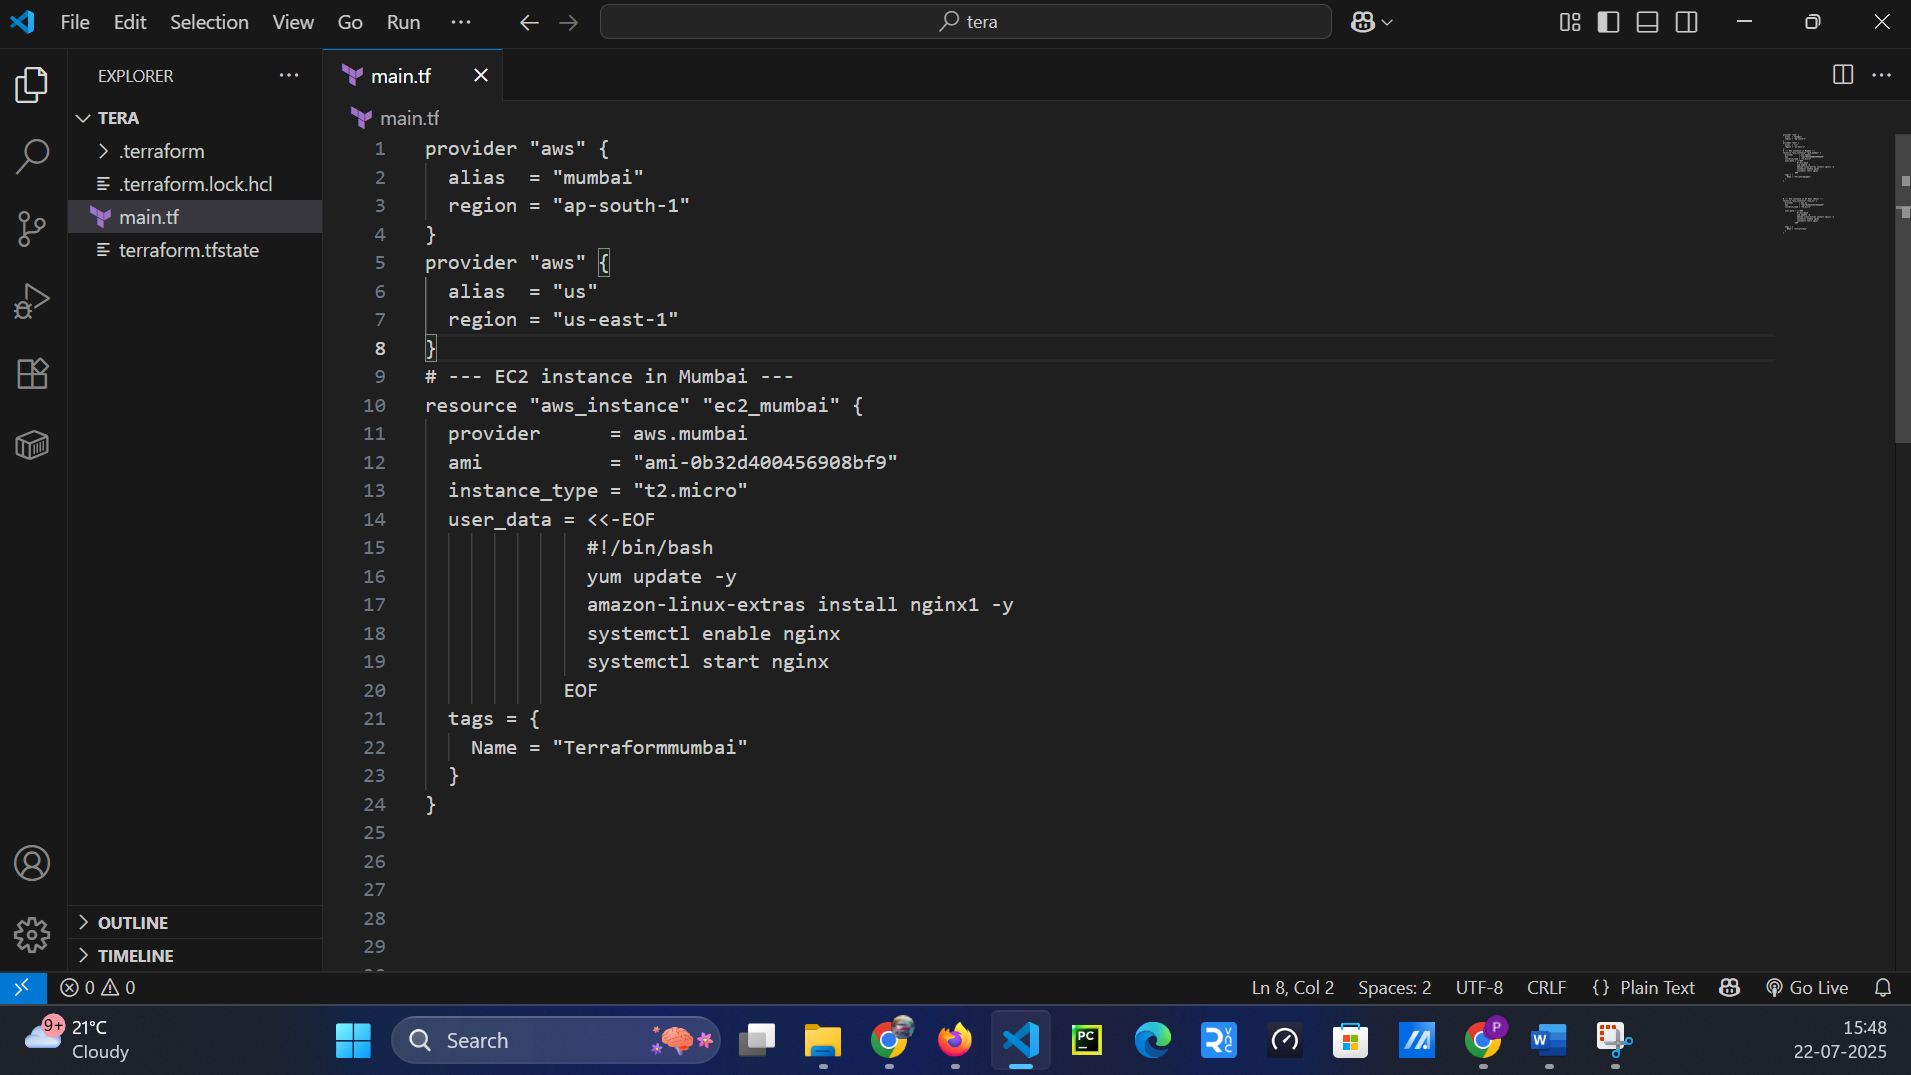 File Edit Selection View Go Run ...
tera
EXPLORER
TERA
.terraform
.terraform.lock.hcl
main.tf
terraform.tfstate
OUTLINE
TIMELINE
main.tf
main.tf
1 provider "aws" {
2 alias = "mumbai"
3 region = "ap-south-1"
4 }
5 provider "aws" {
6 alias = "us"
7 region = "us-east-1"
8 }
9 # --- EC2 instance in Mumbai ---
10 resource "aws_instance" "ec2_mumbai" {
11 provider = aws.mumbai
12 ami = "ami-0b32d400456908bf9"
13 instance_type = "t2.micro"
14 user_data = <<-EOF
15 #!/bin/bash
16 yum update -y
17 amazon-linux-extras install nginx1 -y
18 systemctl enable nginx
19 systemctl start nginx
20 EOF
21 tags = {
22 Name = "Terraformmumbai"
23 }
24 }
25
26
27
28
29
0 0
Ln 8, Col 2 Spaces: 2 UTF-8 CRLF {} Plain Text Go Live
9+ 21°C
Cloudy
Search
PC
P
W
15:48
22-07-2025